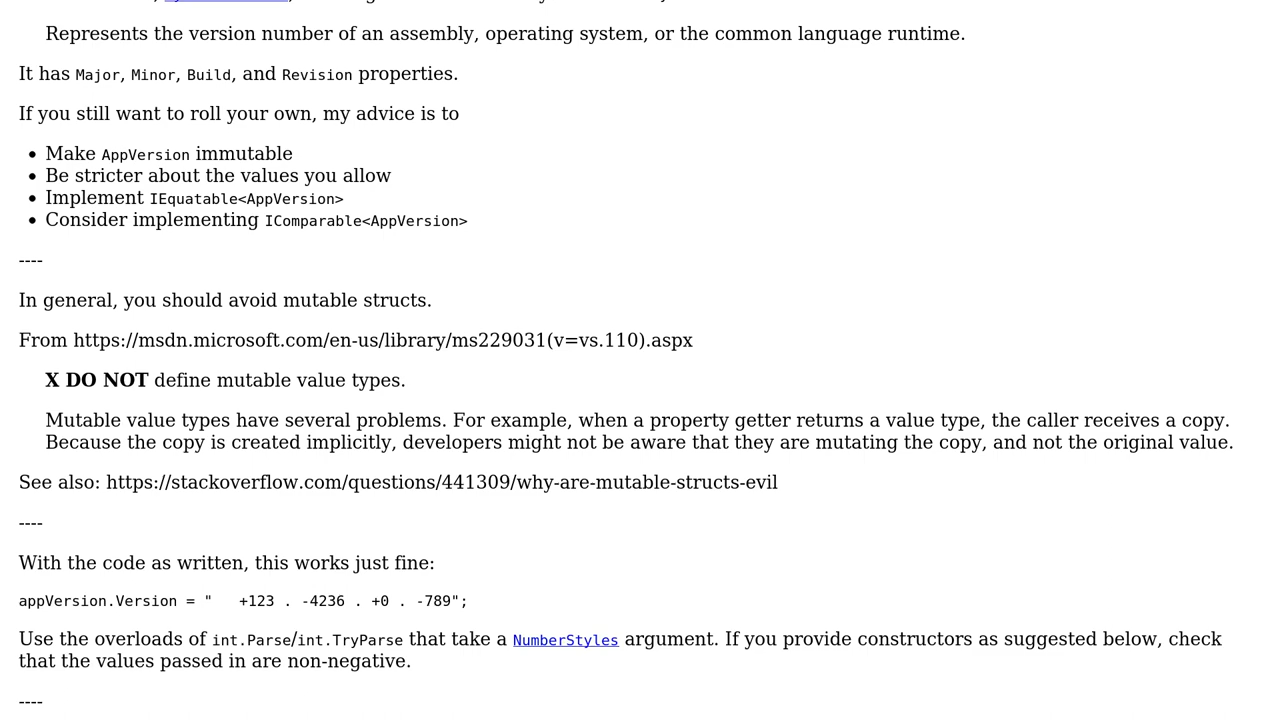 Represents the version number of an assembly, operating system, or the common language runtime.
It has Major, Minor, Build, and Revision properties.
If you still want to roll your own, my advice is to
• Make AppVersion immutable
• Be stricter about the values you allow
• Implement IEquatable<AppVersion>
• Consider implementing IComparable<AppVersion>
----
In general, you should avoid mutable structs.
From https://msdn.microsoft.com/en-us/library/ms229031(v=vs.110).aspx
X DO NOT define mutable value types.
Mutable value types have several problems. For example, when a property getter returns a value type, the caller receives a copy.
Because the copy is created implicitly, developers might not be aware that they are mutating the copy, and not the original value.
See also: https://stackoverflow.com/questions/441309/why-are-mutable-structs-evil
----
With the code as written, this works just fine:
appVersion.Version = "   +123 . -4236 . +0 . -789";
Use the overloads of int.Parse/int.TryParse that take a NumberStyles argument. If you provide constructors as suggested below, check
that the values passed in are non-negative.
----